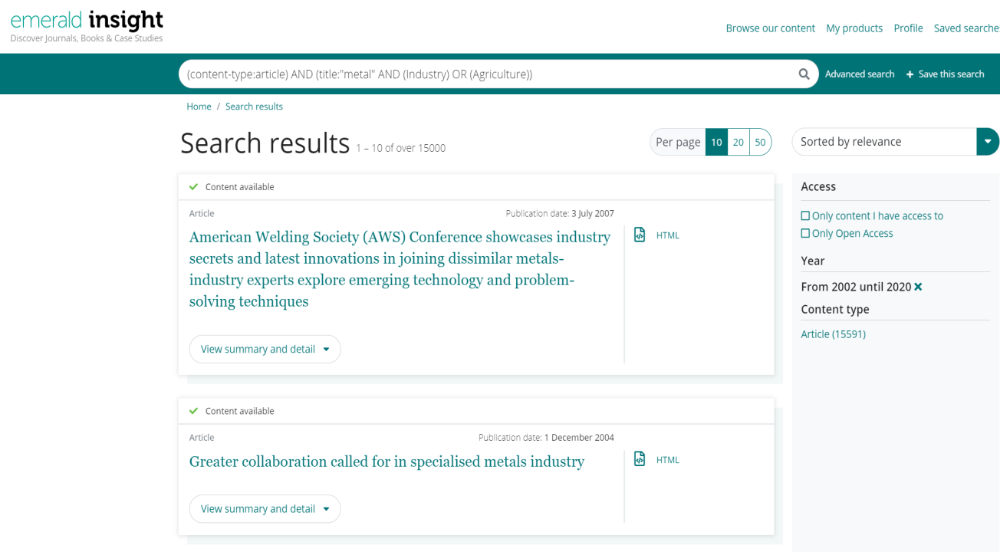 emerald insight
Discover Journals, Books & Case Studies
Browse our content My products Profile Saved searches
(content-type:article) AND (title:"metal" AND (Industry) OR (Agriculture))
Advanced search + Save this search
Home / Search results
Search results 1 – 10 of over 15000
Per page 10 20 50
Sorted by relevance
Content available
Article
Publication date: 3 July 2007
American Welding Society (AWS) Conference showcases industry
secrets and latest innovations in joining dissimilar metals-
industry experts explore emerging technology and problem-
solving techniques
HTML
View summary and detail
Content available
Article
Publication date: 1 December 2004
Greater collaboration called for in specialised metals industry
HTML
View summary and detail
Access
Only content I have access to
Only Open Access
Year
From 2002 until 2020
Content type
Article (15591)